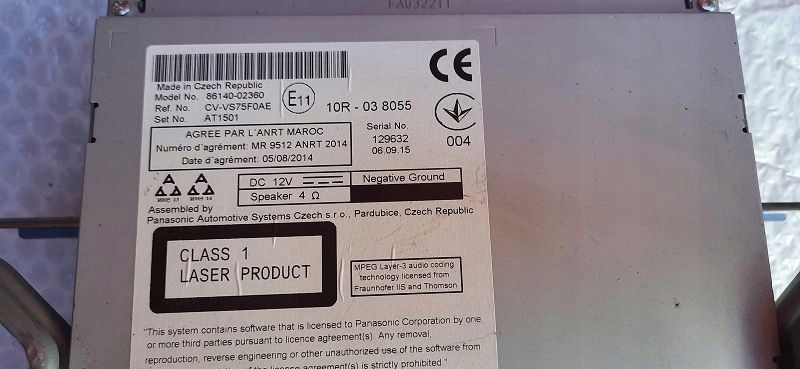 FA032211
Made in Czech Republic
Model No. 86140-02360
Ref. No. CV-VS75F0AE
Set No. AT1501
E11
10R - 03 8055
CE
Serial No.
129632
06.09.15
004
AGREE PAR L'ANRT MAROC
Numéro d'agrément: MR 9512 ANRT 2014
Date d'agrément: 05/08/2014
DC 12V
Negative Ground
Speaker 4 Ω
Assembled by
Panasonic Automotive Systems Czech s.r.o., Pardubice, Czech Republic
CLASS 1
LASER PRODUCT
MPEG Layer-3 audio coding
technology licensed from
Fraunhofer IIS and Thomson
"This system contains software that is licensed to Panasonic Corporation by one
or more third parties pursuant to licence agreement(s). Any removal,
reproduction, reverse engineering or other unauthorized use of the software from
of the licence agreement(s) is strictly prohibited."